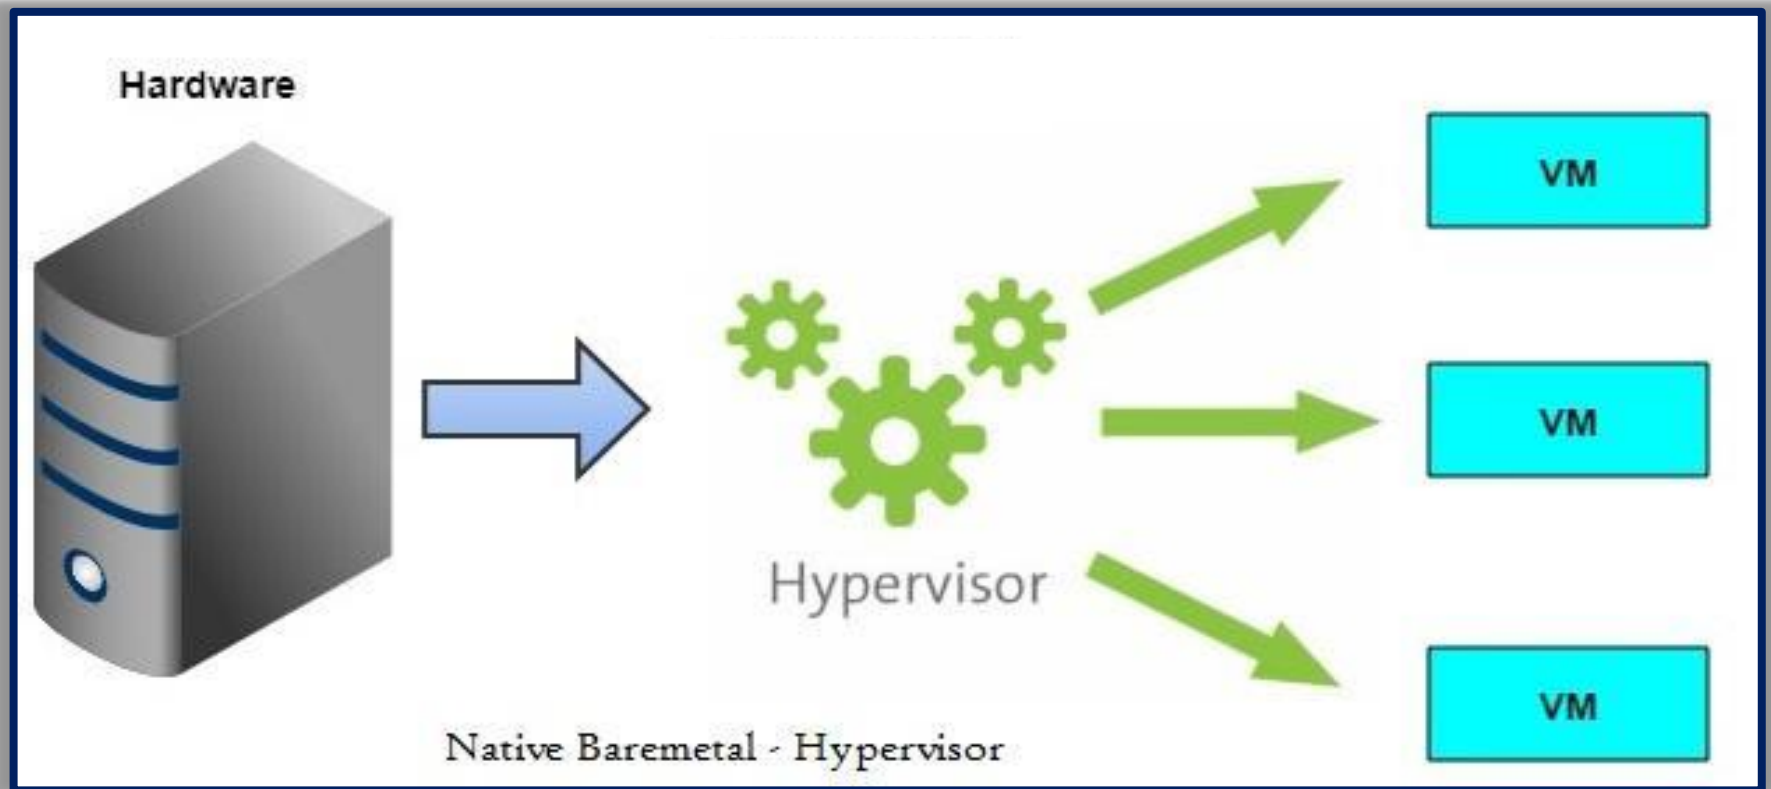 Hardware
VM
VM
Hypervisor
VM
Native Baremetal - Hypervisor